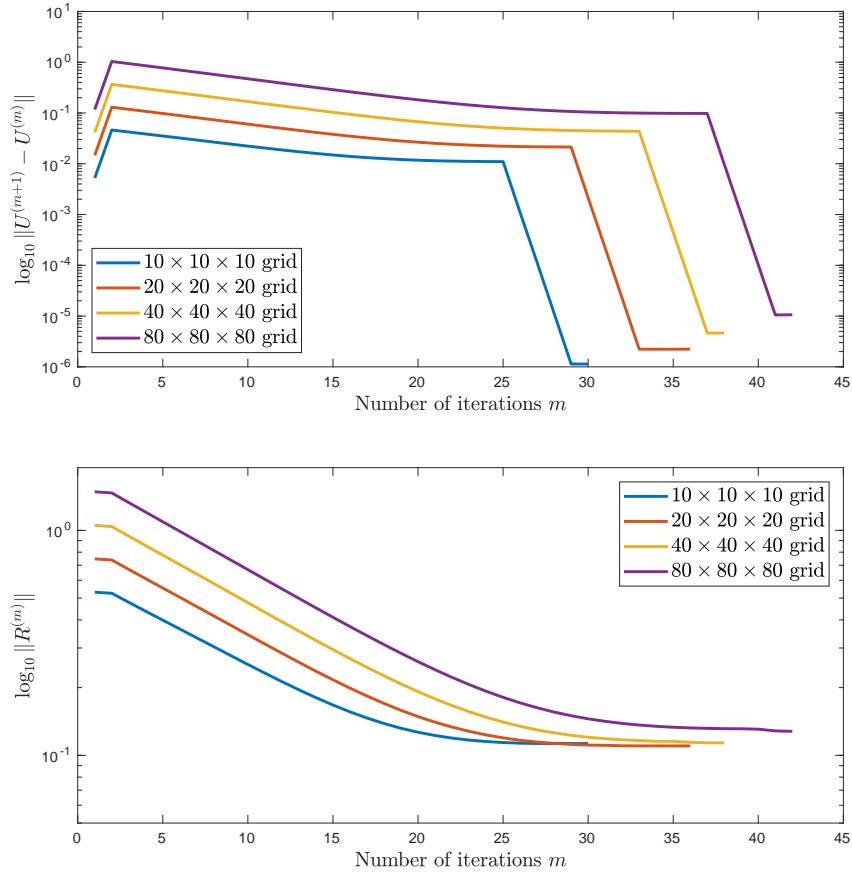 10^1
10^0
10^-1
10^-2
10^-3
10^-4
10^-5
10^-6
log_10 ||U^(m+1) − U^(m)||
10 × 10 × 10 grid
20 × 20 × 20 grid
40 × 40 × 40 grid
80 × 80 × 80 grid
0 5 10 15 20 25 30 35 40 45
Number of iterations m
10^0
10^-1
log_10 ||R^(m)||
10 × 10 × 10 grid
20 × 20 × 20 grid
40 × 40 × 40 grid
80 × 80 × 80 grid
0 5 10 15 20 25 30 35 40 45
Number of iterations m